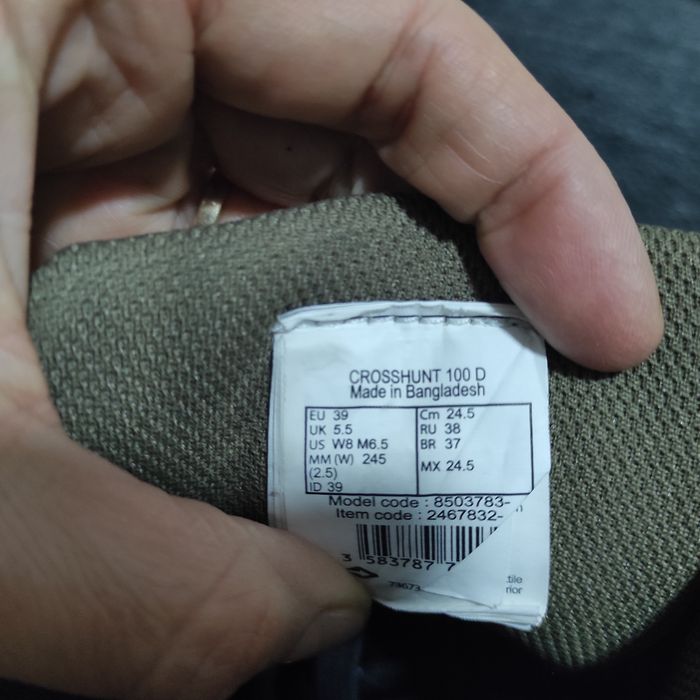 CROSSHUNT 100 D
Made in Bangladesh
EU 39
UK 5.5
US W8 M6.5
MM (W) 245
(2.5)
ID 39
Cm 24.5
RU 38
BR 37
MX 24.5
Model code : 8503783-
Item code : 2467832-
3 583787 7